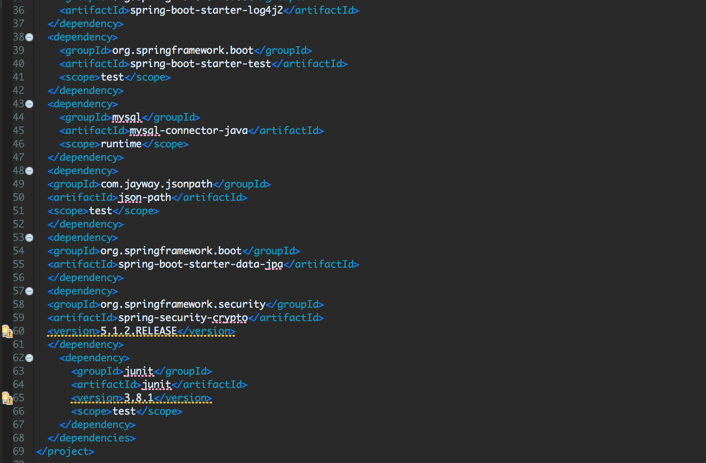 36 <artifactId>spring-boot-starter-log4j2</artifactId>
37 </dependency>
38 <dependency>
39 <groupId>org.springframework.boot</groupId>
40 <artifactId>spring-boot-starter-test</artifactId>
41 <scope>test</scope>
42 </dependency>
43 <dependency>
44 <groupId>mysql</groupId>
45 <artifactId>mysql-connector-java</artifactId>
46 <scope>runtime</scope>
47 </dependency>
48 <dependency>
49 <groupId>com.jayway.jsonpath</groupId>
50 <artifactId>json-path</artifactId>
51 <scope>test</scope>
52 </dependency>
53 <dependency>
54 <groupId>org.springframework.boot</groupId>
55 <artifactId>spring-boot-starter-data-jpa</artifactId>
56 </dependency>
57 <dependency>
58 <groupId>org.springframework.security</groupId>
59 <artifactId>spring-security-crypto</artifactId>
60 <version>5.1.2.RELEASE</version>
61 </dependency>
62 <dependency>
63 <groupId>junit</groupId>
64 <artifactId>junit</artifactId>
65 <version>3.8.1</version>
66 <scope>test</scope>
67 </dependency>
68 </dependencies>
69 </project>